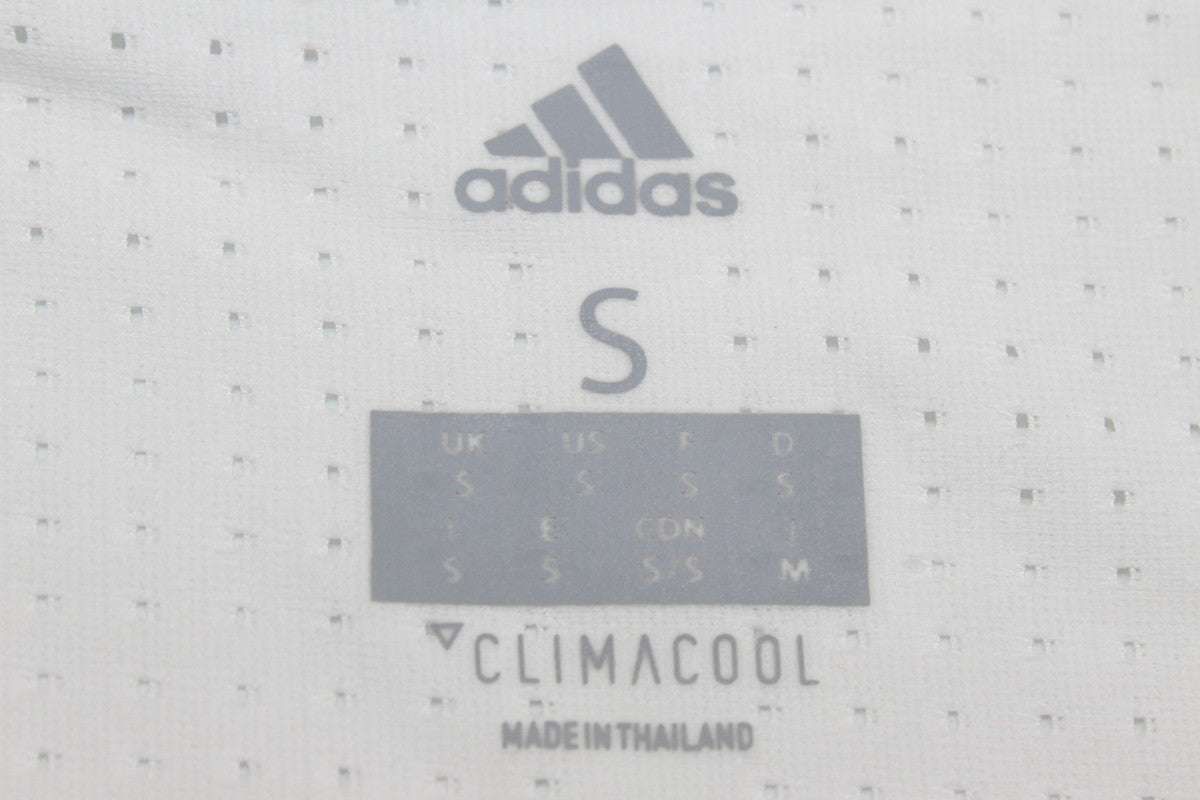 adidas
S
UK US F D
S S S S
I E CDN J
S S S/S M
CLIMACOOL
MADE IN THAILAND